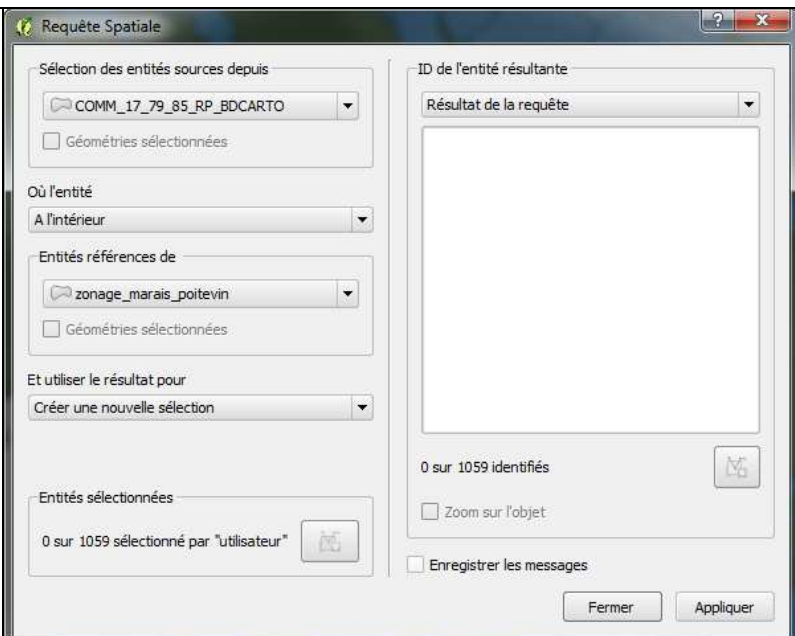 Requête Spatiale
Sélection des entités sources depuis
COMM_17_79_85_RP_BDCARTO
Géométries sélectionnées
Où l'entité
A l'intérieur
Entités références de
zonage_marais_poitevin
Géométries sélectionnées
Et utiliser le résultat pour
Créer une nouvelle sélection
Entités sélectionnées
0 sur 1059 sélectionné par "utilisateur"
ID de l'entité résultante
Résultat de la requête
0 sur 1059 identifiés
Zoom sur l'objet
Enregistrer les messages
Fermer
Appliquer